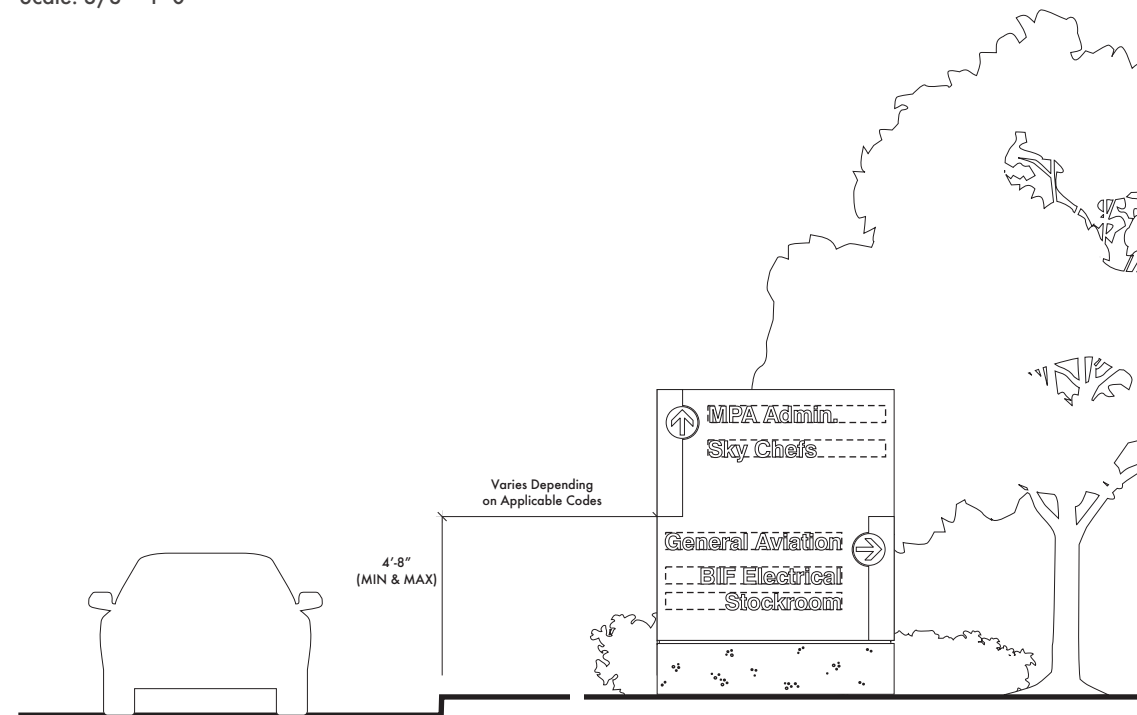 MPA Admin.
Sky Chefs
Varies Depending
on Applicable Codes
General Aviation
4'-8"
(MIN & MAX)
BIF Electrical
Stockroom